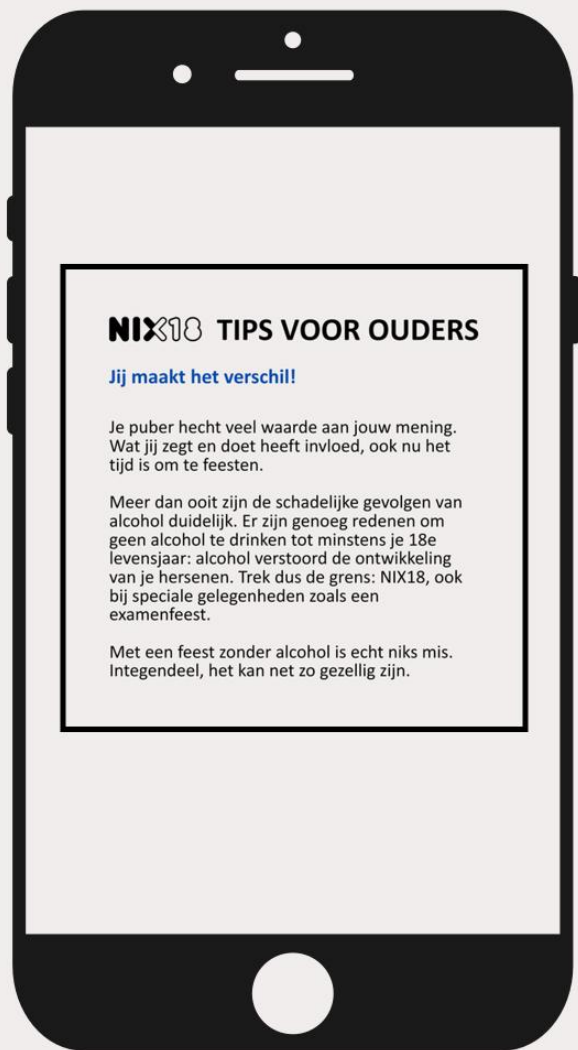 NIX18 TIPS VOOR OUDERS
Jij maakt het verschil!
Je puber hecht veel waarde aan jouw mening.
Wat jij zegt en doet heeft invloed, ook nu het
tijd is om te feesten.
Meer dan ooit zijn de schadelijke gevolgen van
alcohol duidelijk. Er zijn genoeg redenen om
geen alcohol te drinken tot minstens je 18e
levensjaar: alcohol verstoord de ontwikkeling
van je hersenen. Trek dus de grens: NIX18, ook
bij speciale gelegenheden zoals een
examenfeest.
Met een feest zonder alcohol is echt niks mis.
Integendeel, het kan net zo gezellig zijn.